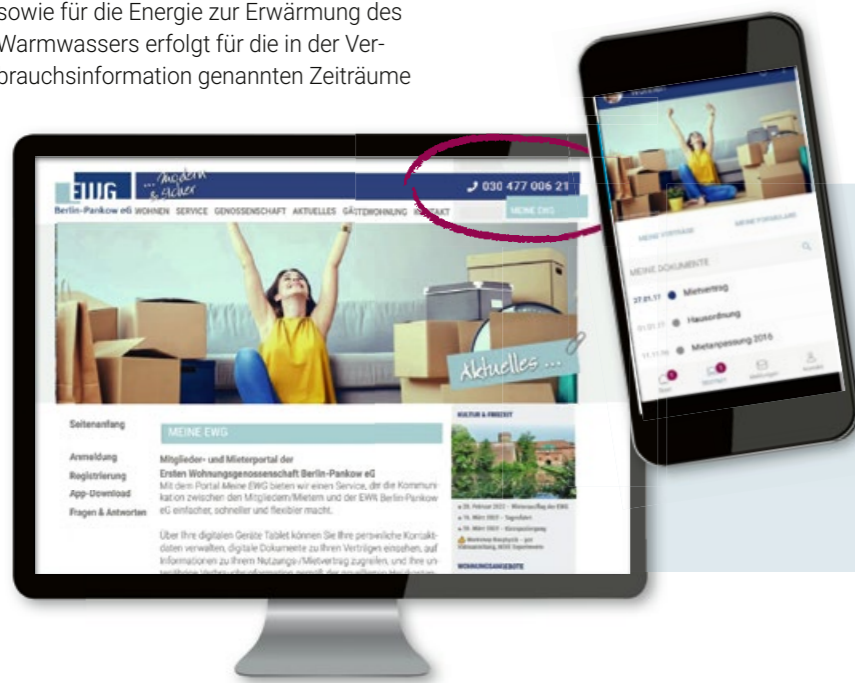 sowie für die Energie zur Erwärmung des
Warmwassers erfolgt für die in der Ver-
brauchsinformation genannten Zeiträume
EWG
... modern
& sicher
030 477 006 21
Berlin-Pankow eG WOHNEN SERVICE GENOSSENSCHAFT AKTUELLES GÄSTEWOHNUNG
MEINE EWG
Aktuelles ...
Seitenanfang
Anmeldung
Registrierung
App-Download
Fragen & Antworten
MEINE EWG
Mitglieder- und Mieterportal der
Ersten Wohnungsgenossenschaft Berlin-Pankow eG
Mit dem Portal Meine EWG bieten wir einen Service, der die Kommuni-
kation zwischen den Mitgliedern/Mietern und der Berlin-Pankow
eG einfacher, schneller und flexibler macht.
Über Ihre digitalen Geräte Tablet können Sie Ihre persönliche Kontakt-
daten verwalten, digitale Dokumente zu Ihren Verträgen einsehen, auf
Informationen zu Ihrem Nutzungs-/Mietvertrag zugreifen, und Ihre un-
KULTUR & FREIZEIT
WOHNUNGSANGEBOTE
MEINE VERTRÄGE
MEINE FORMULARE
MEINE DOKUMENTE
27.01.17 Mietvertrag
Hausordnung
Mietanpassung 2016